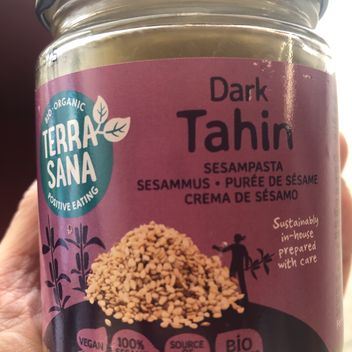 BIO•ORGANIC
TERRA
SANA
POSITIVE EATING
Dark
Tahin
SESAMPASTA
SESAMMUS • PURÉE DE SÉSAME
CREMA DE SÉSAMO
Sustainably
in-house
prepared
with care
VEGAN
100%
SOURCE
BIO